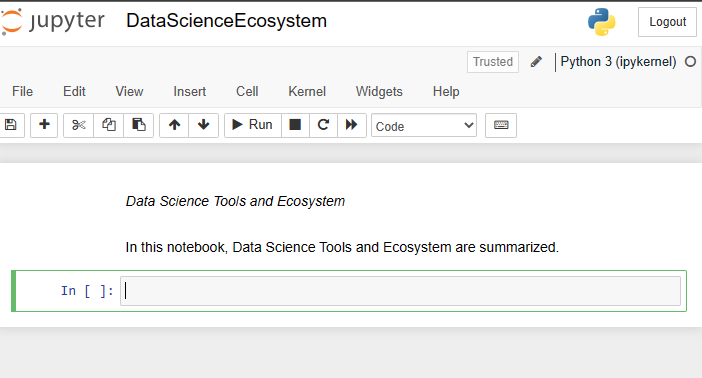 jupyter DataScienceEcosystem
Logout
Trusted Python 3 (ipykernel)
File Edit View Insert Cell Kernel Widgets Help
Run Code
Data Science Tools and Ecosystem
In this notebook, Data Science Tools and Ecosystem are summarized.
In [ ]: